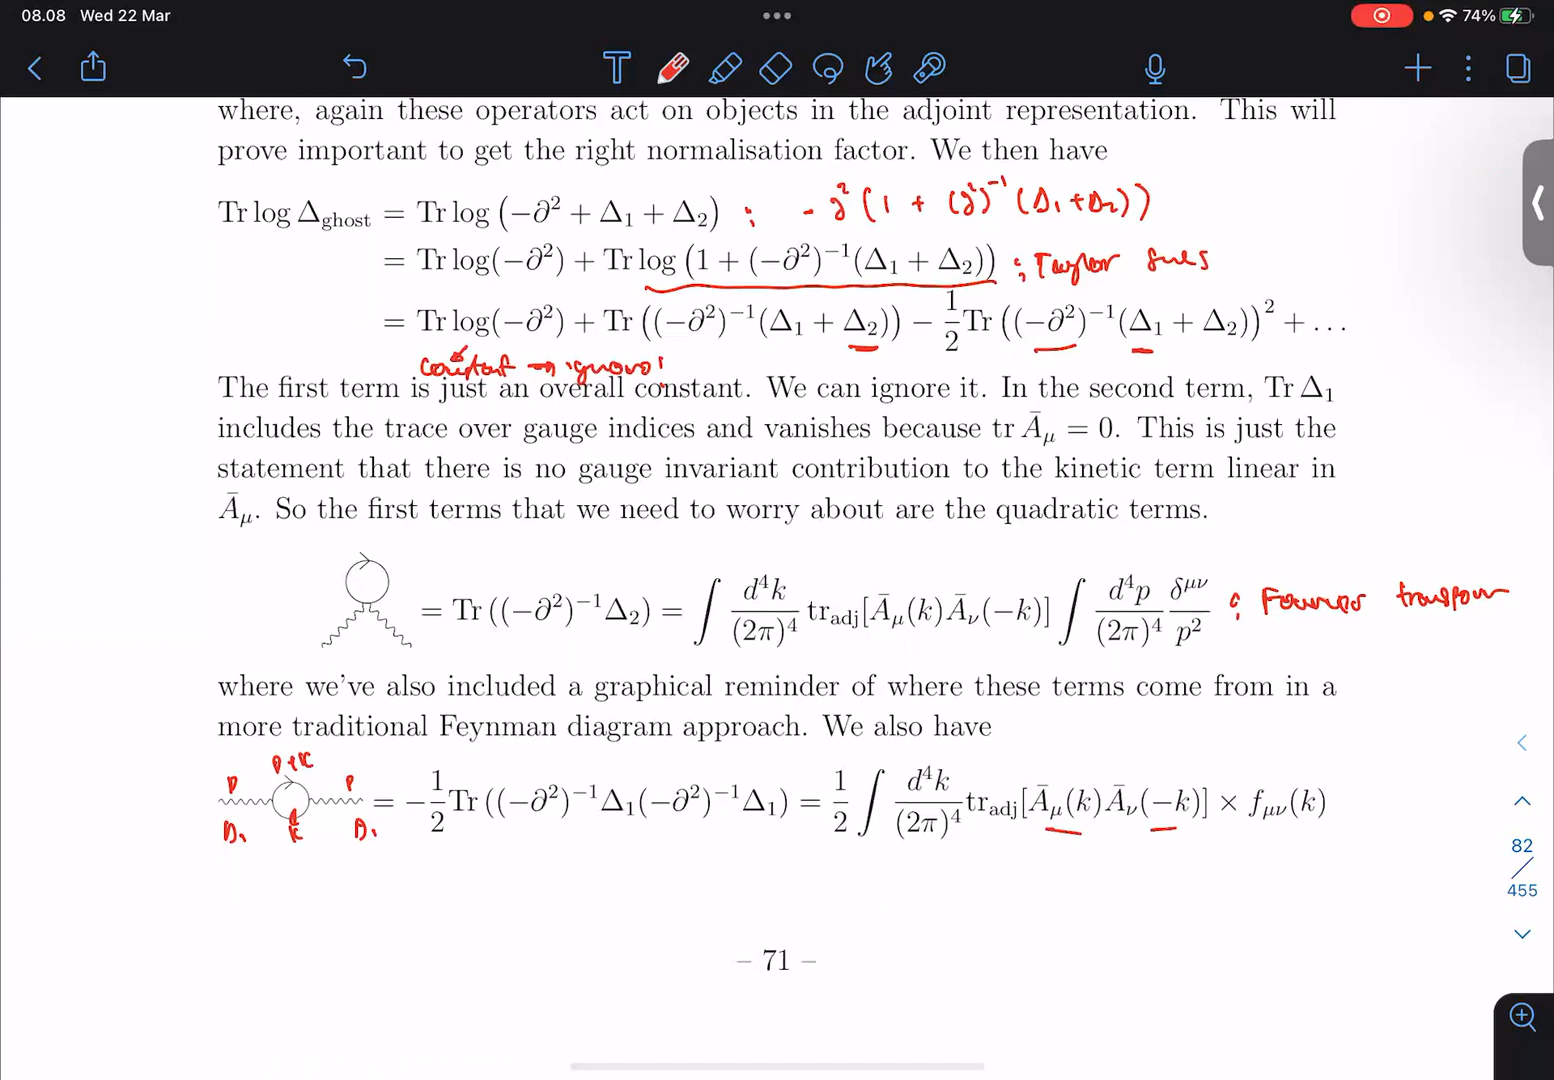 08.08 Wed 22 Mar
74%
where, again these operators act on objects in the adjoint representation. This will
prove important to get the right normalisation factor. We then have
Tr log Δ_ghost = Tr log (−∂² + Δ₁ + Δ₂) ; - ∂² (1 + (∂²)⁻¹ (Δ₁ + Δ₂))
= Tr log(−∂²) + Tr log (1 + (−∂²)⁻¹(Δ₁ + Δ₂)) ; Taylor
= Tr log(−∂²) + Tr ((−∂²)⁻¹(Δ₁ + Δ₂)) − 1/2 Tr ((−∂²)⁻¹(Δ₁ + Δ₂))² + …
constant →
The first term is just an overall constant. We can ignore it. In the second term, Tr Δ₁
includes the trace over gauge indices and vanishes because tr Ā_μ = 0. This is just the
statement that there is no gauge invariant contribution to the kinetic term linear in
Ā_μ. So the first terms that we need to worry about are the quadratic terms.
= Tr ((−∂²)⁻¹Δ₂) = ∫ d⁴k/(2π)⁴ tr_adj[Ā_μ(k)Ā_ν(−k)] ∫ d⁴p/(2π)⁴ δ^μν/p² ; Fourier transform
where we've also included a graphical reminder of where these terms come from in a
more traditional Feynman diagram approach. We also have
p p+k p
= −1/2 Tr ((−∂²)⁻¹Δ₁(−∂²)⁻¹Δ₁) = 1/2 ∫ d⁴k/(2π)⁴ tr_adj[Ā_μ(k)Ā_ν(−k)] × f_μν(k)
Δ₁ k Δ₁
82
455
– 71 –